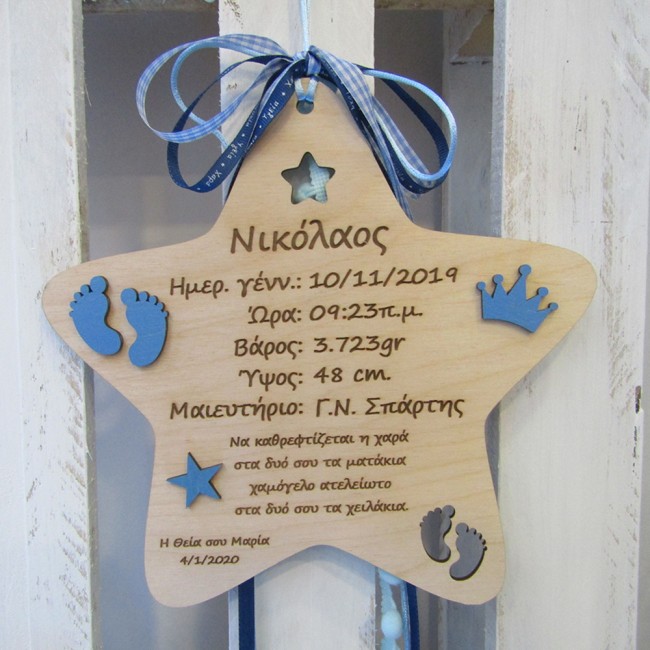 Υγεία ★ Χαρά
Νικόλαος
Ημερ. γένν.: 10/11/2019
Ώρα: 09:23π.μ.
Βάρος: 3.723gr
Ύψος: 48 cm.
Μαιευτήριο: Γ.Ν. Σπάρτης
Να καθρεφτίζεται η χαρά
στα δυό σου τα ματάκια
χαμόγελο ατελείωτο
στα δυό σου τα χειλάκια.
Η Θεία σου Μαρία
4/1/2020